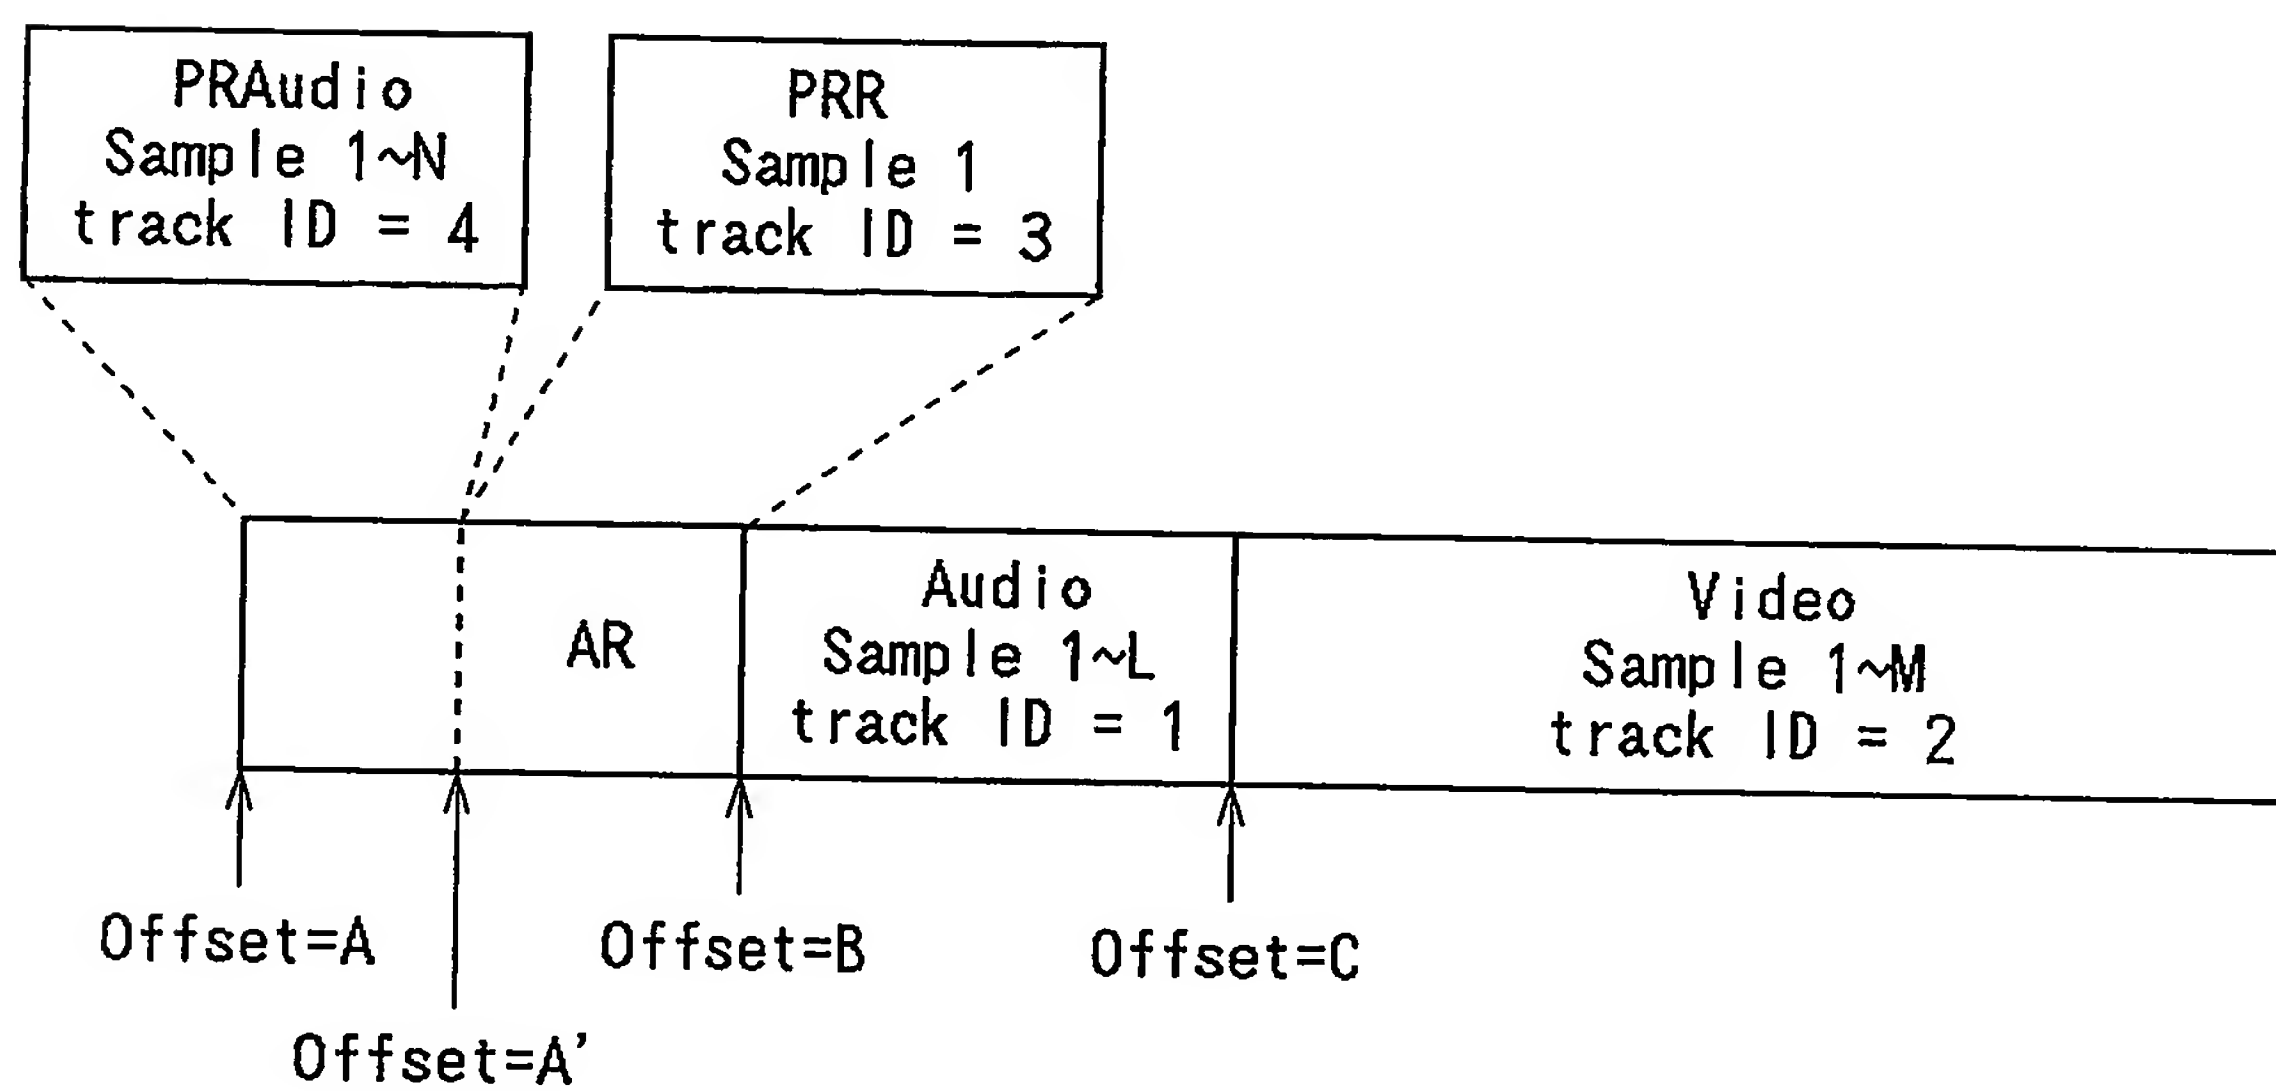 PRAudio
Sample 1~N
track ID = 4
PRR
Sample 1
track ID = 3
AR
Audio
Sample 1~L
track ID = 1
Video
Sample 1~M
track ID = 2
Offset=A
Offset=B
Offset=C
Offset=A'